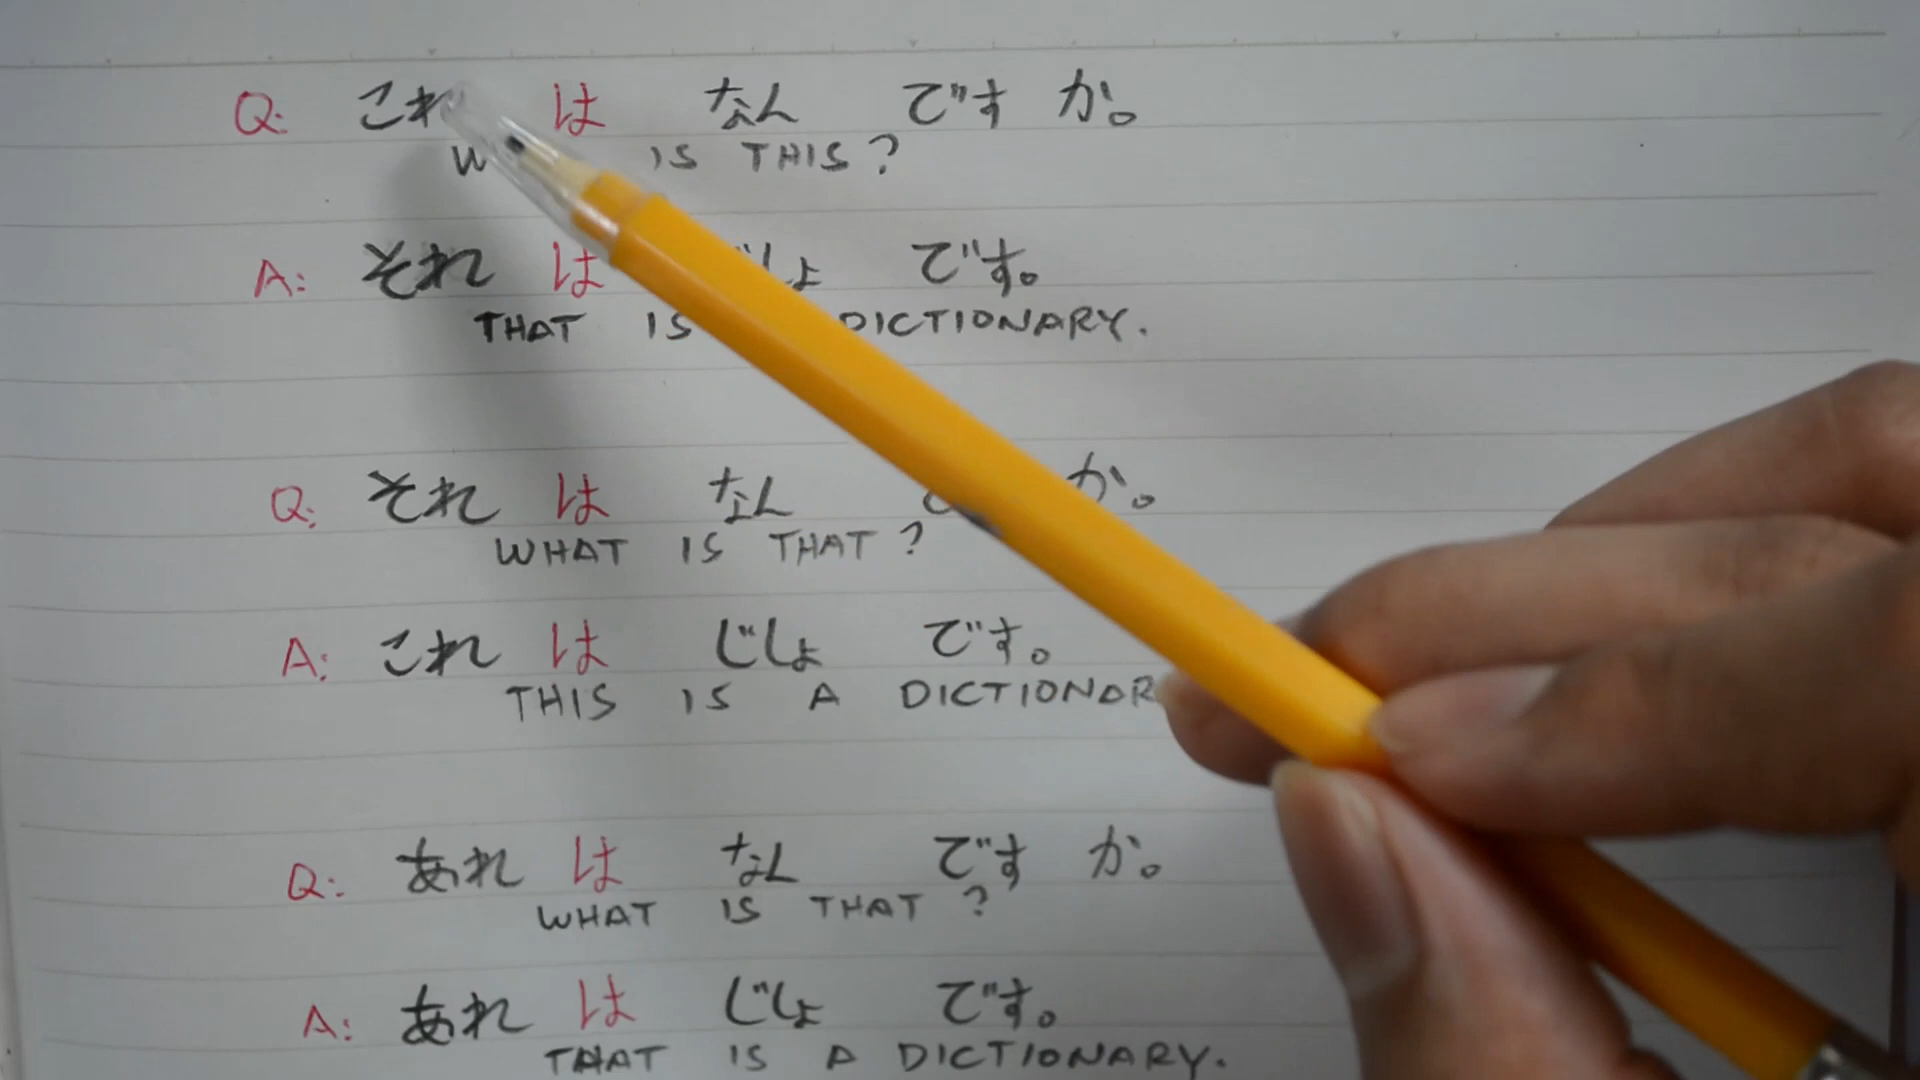 Q: これ は なん です か。
IS THIS?
A: それ は です。
THAT IS DICTIONARY.
Q: それ は なん か。
WHAT IS THAT?
A: これ は じしょ です。
THIS IS A
Q: あれ は なん です か。
WHAT IS THAT?
A: あれ は じしょ です。
THAT IS A DICTIONARY.